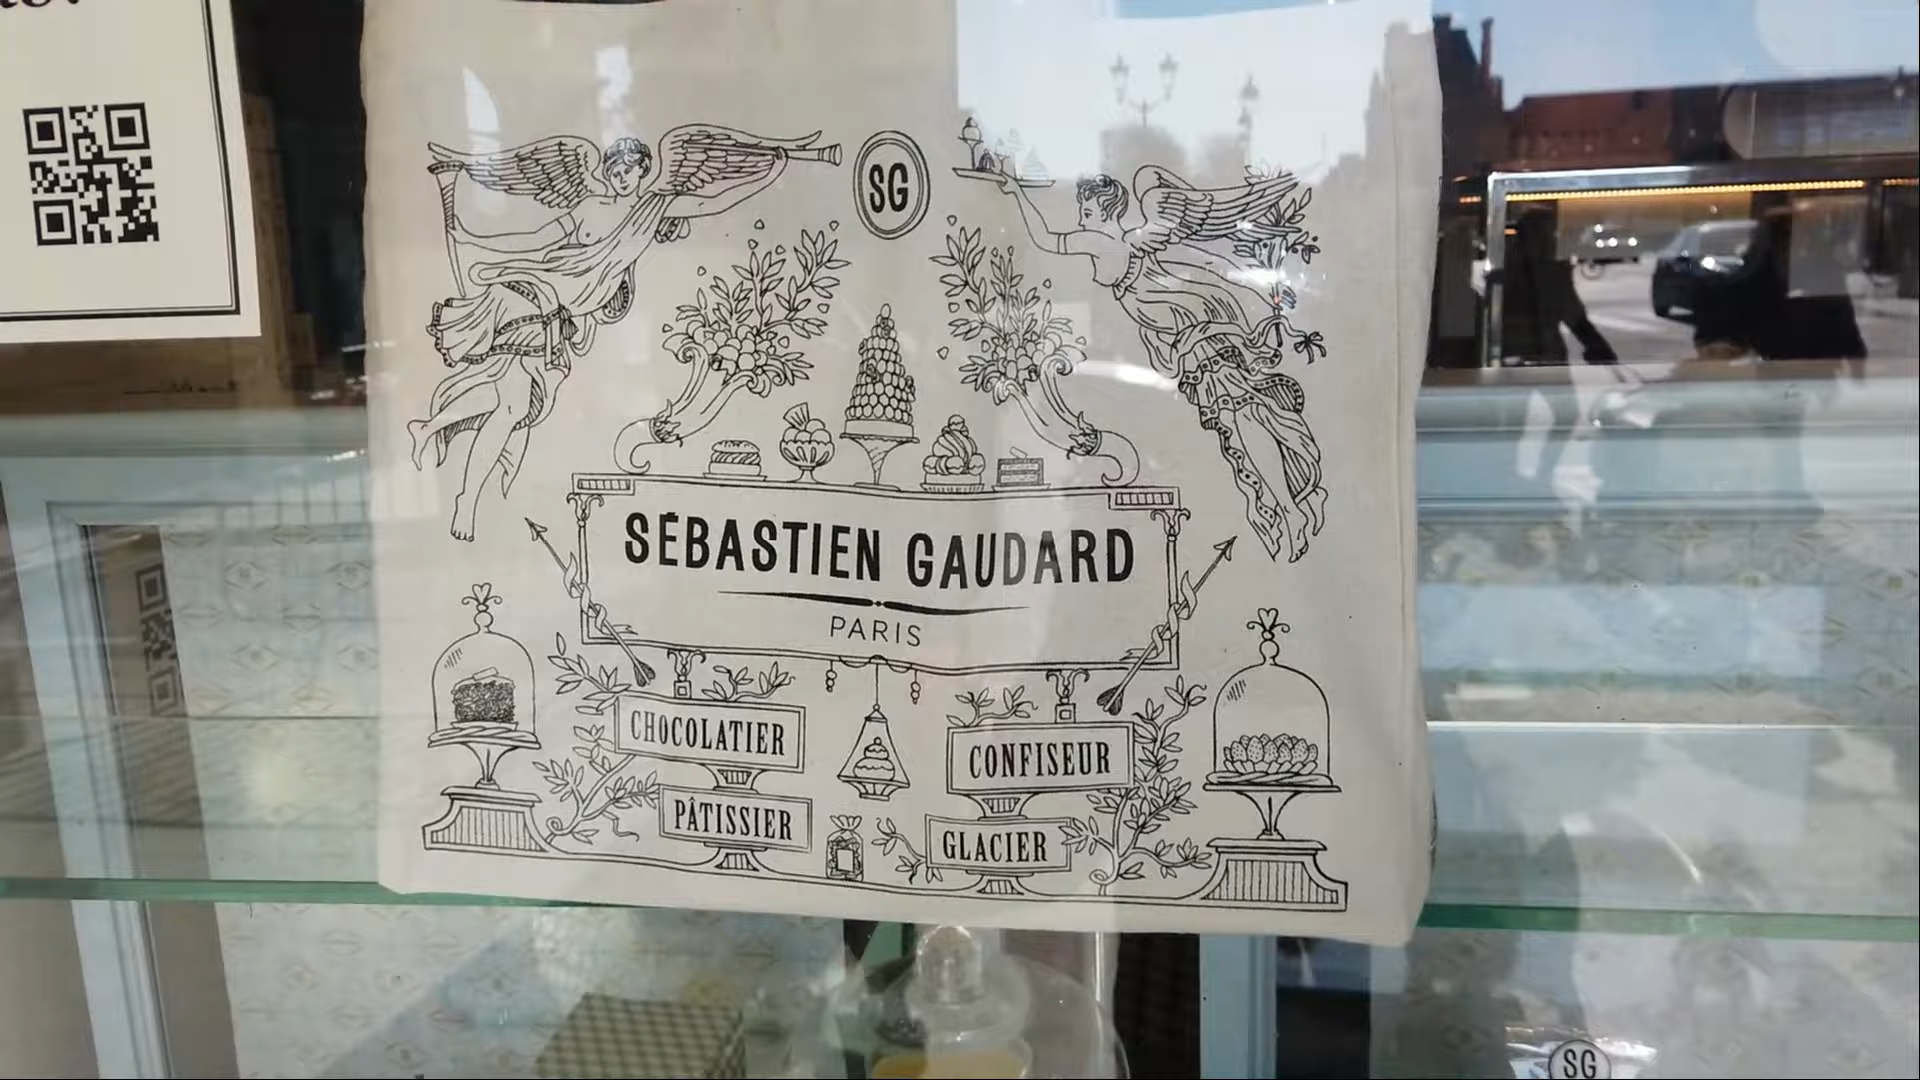 SG
SÉBASTIEN GAUDARD
PARIS
CHOCOLATIER
CONFISEUR
PÂTISSIER
GLACIER
SG